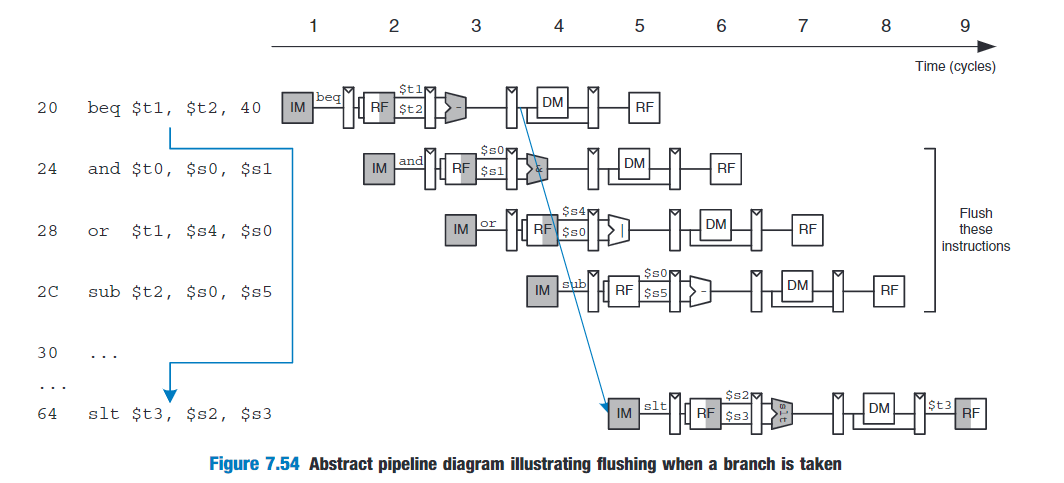 1 2 3 4 5 6 7 8 9
Time (cycles)
20 beq $t1, $t2, 40 IM beq RF $t1 $t2 - DM RF
24 and $t0, $s0, $s1 IM and RF $s0 $s1 & DM RF
28 or $t1, $s4, $s0 IM or RF $s4 $s0 | DM RF
Flush
these
instructions
2C sub $t2, $s0, $s5 IM sub RF $s0 $s5 - DM RF
30 ...
...
64 slt $t3, $s2, $s3 IM slt RF $s2 $s3 slt DM $t3 RF
Figure 7.54 Abstract pipeline diagram illustrating flushing when a branch is taken